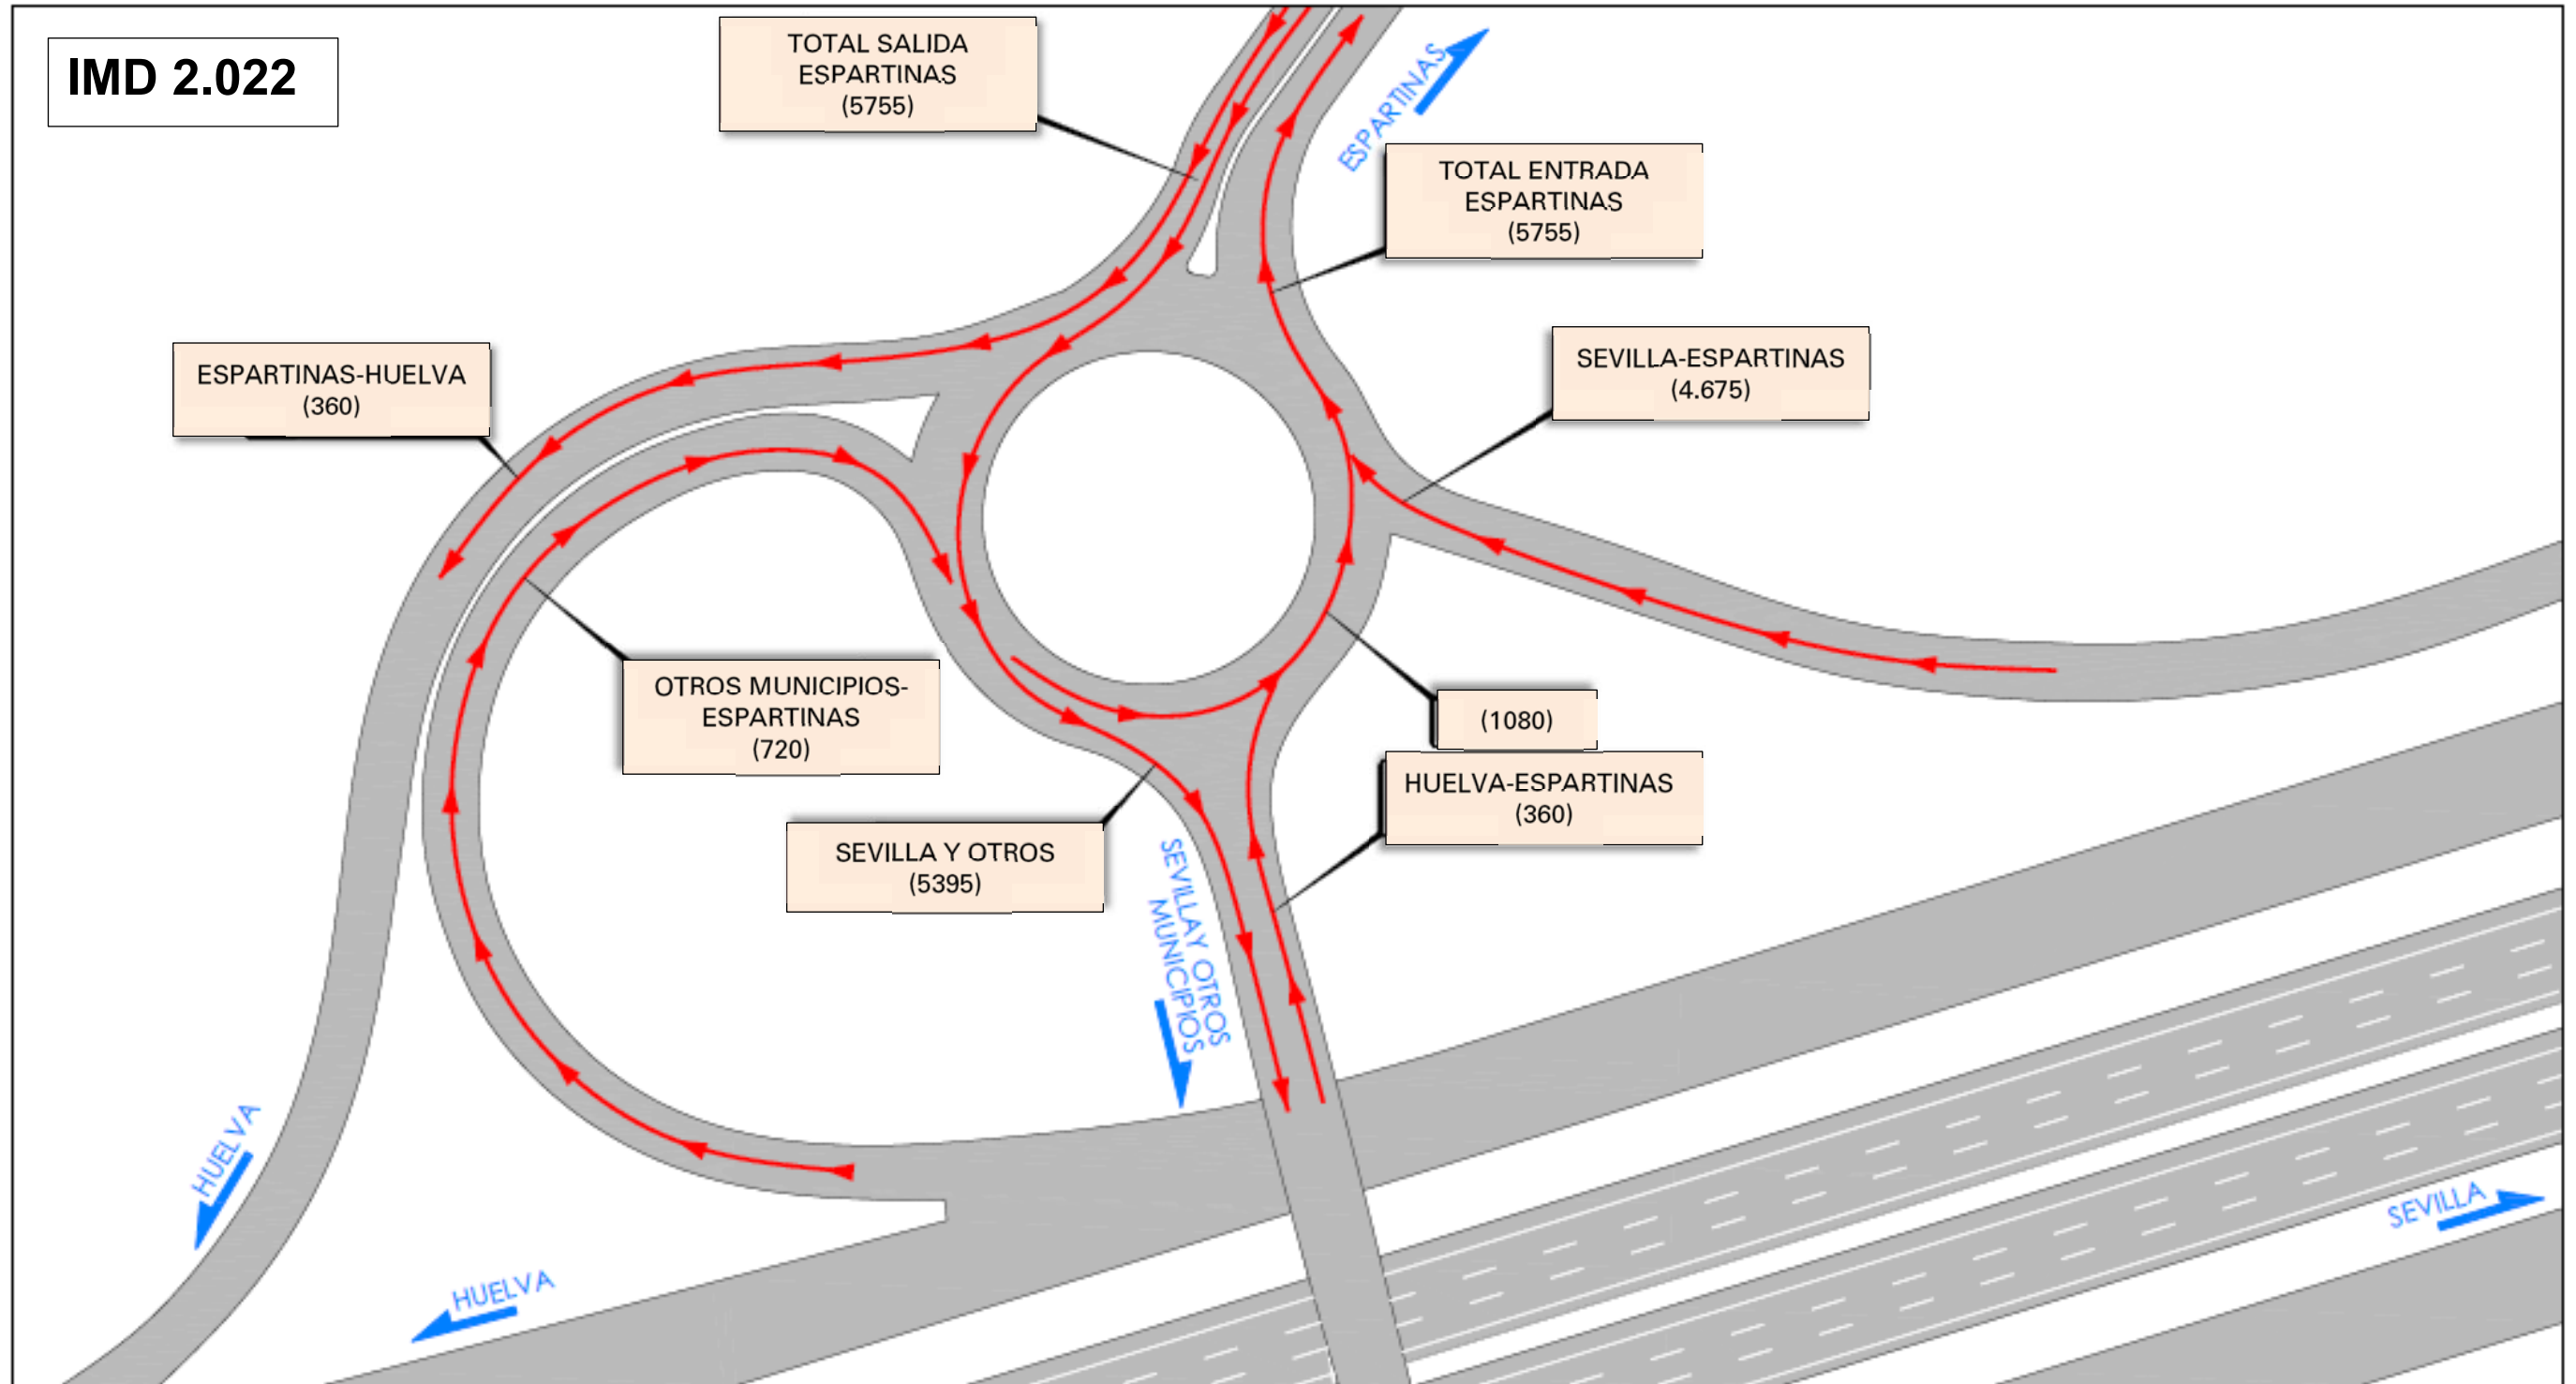 IMD 2.022
TOTAL SALIDA
ESPARTINAS
(5755)
ESPARTINAS
TOTAL ENTRADA
ESPARTINAS
(5755)
SEVILLA-ESPARTINAS
(4.675)
ESPARTINAS-HUELVA
(360)
OTROS MUNICIPIOS-
ESPARTINAS
(720)
(1080)
HUELVA-ESPARTINAS
(360)
SEVILLA Y OTROS
(5395)
SEVILLA Y OTROS
MUNICIPIOS
HUELVA
HUELVA
SEVILLA